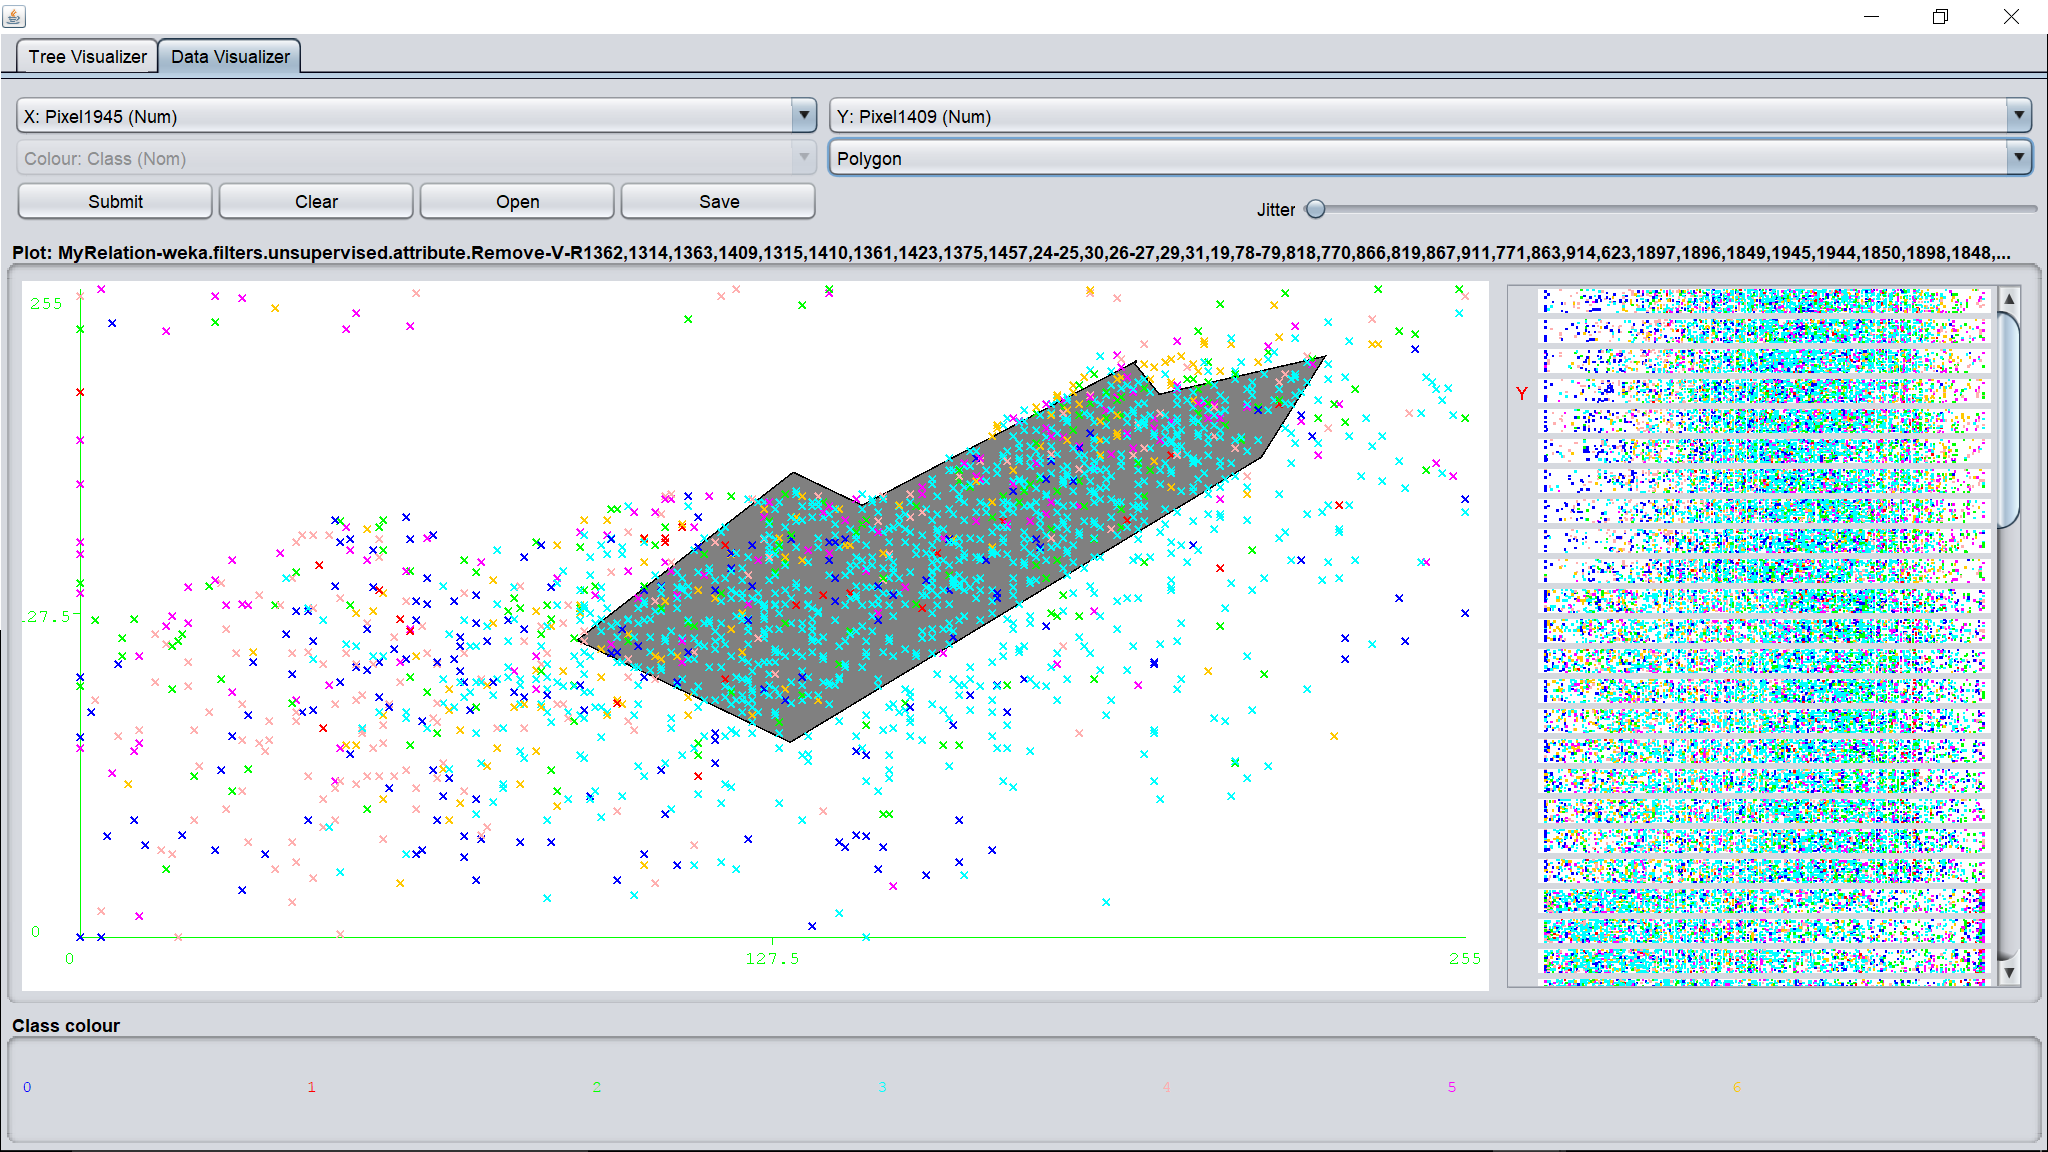 Tree Visualizer Data Visualizer
X: Pixel1945 (Num) Y: Pixel1409 (Num)
Colour: Class (Nom) Polygon
Submit Clear Open Save Jitter
Plot: MyRelation-weka.filters.unsupervised.attribute.Remove-V-R1362,1314,1363,1409,1315,1410,1361,1423,1375,1457,24-25,30,26-27,29,31,19,78-79,818,770,866,819,867,911,771,863,914,623,1897,1896,1849,1945,1944,1850,1898,1848,...
255
Y
27.5
0
0 127.5 255
Class colour
0 1 2 3 4 5 6